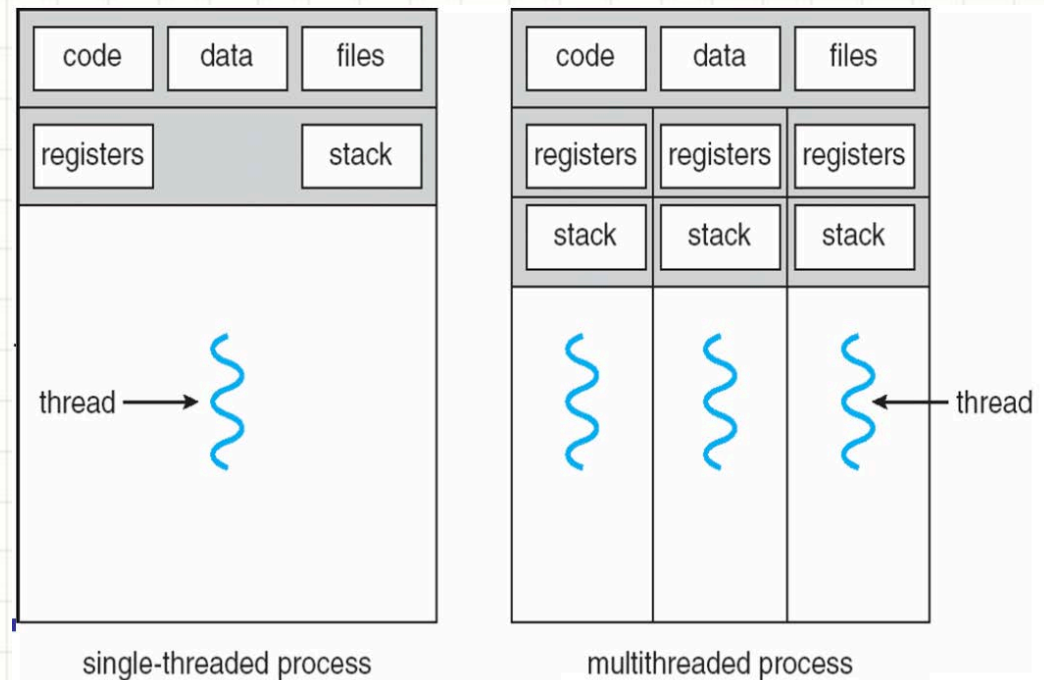 code data files code data files
registers stack registers registers registers
stack stack stack
thread thread
single-threaded process multithreaded process